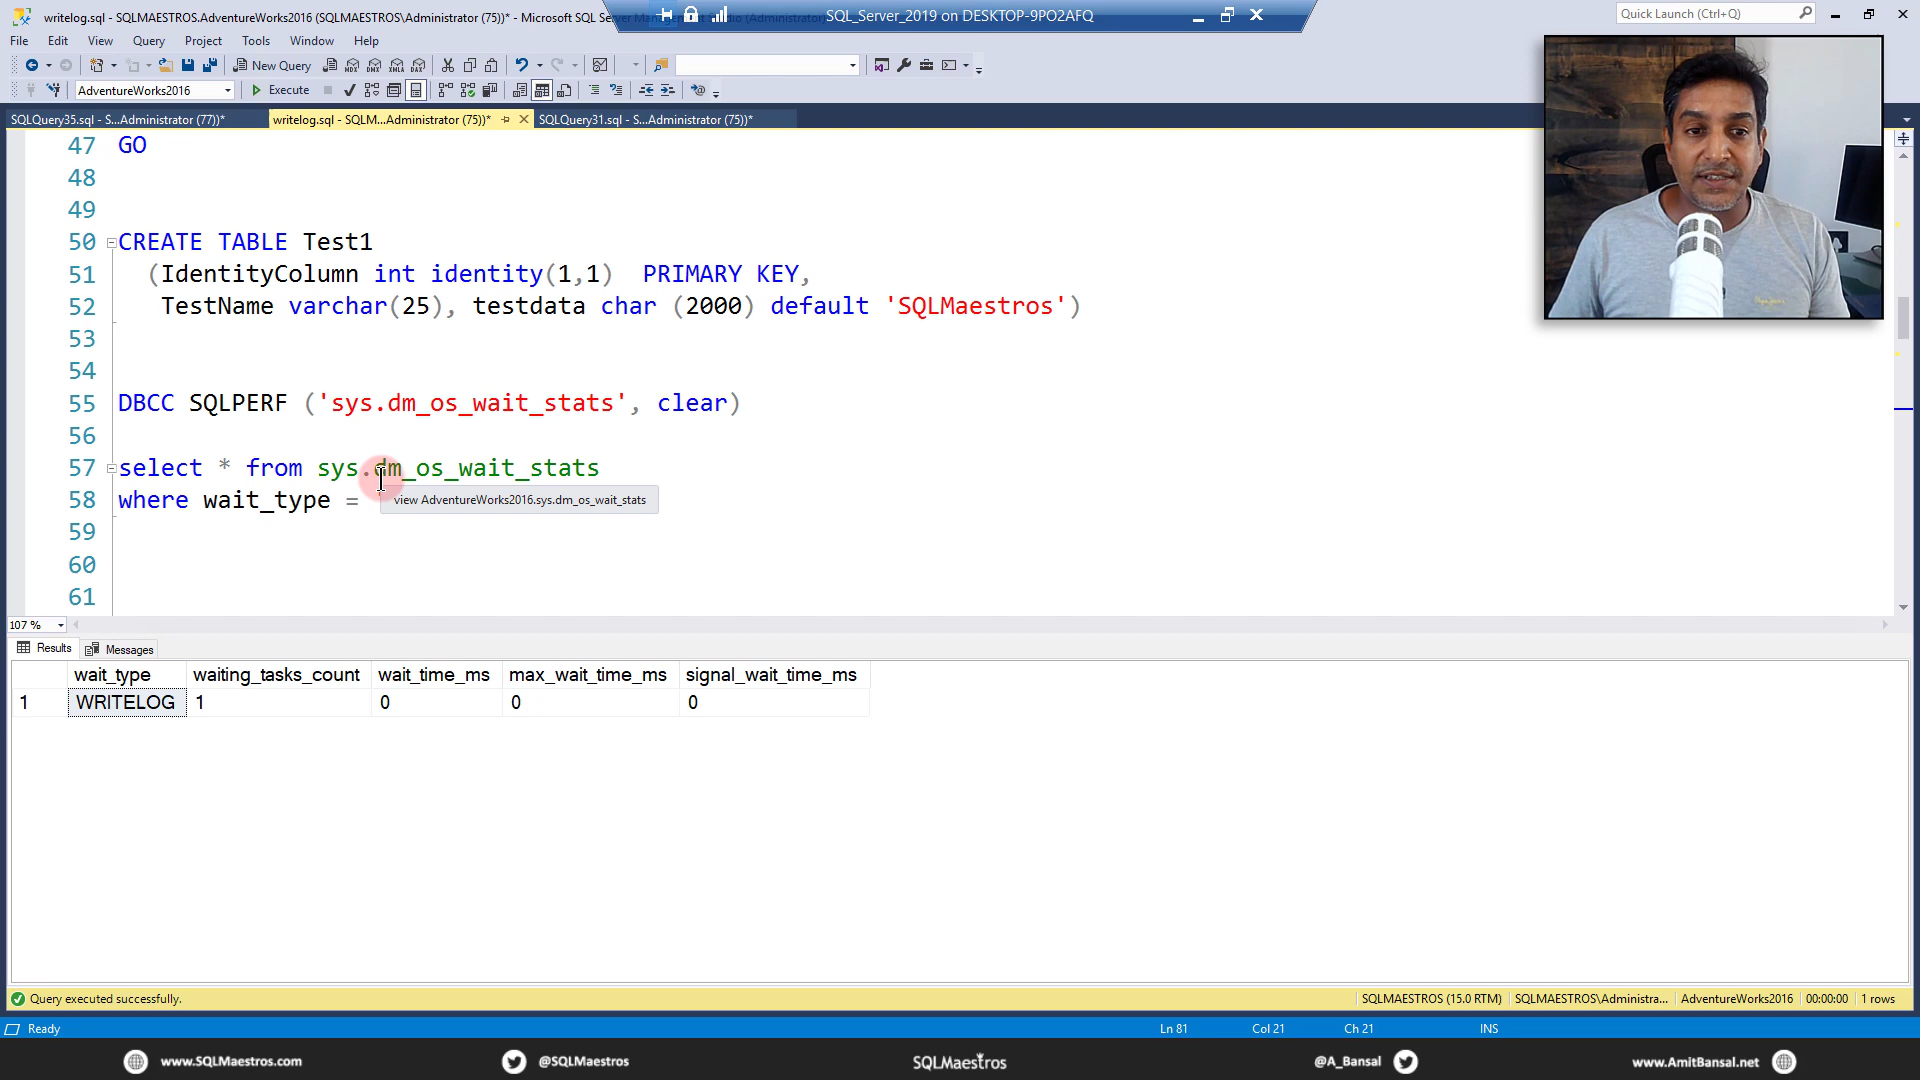 writelog.sql - SQLMAESTROS.AdventureWorks2016 (SQLMAESTROS\Administrator (75))* - Microsoft SQL Server
SQL_Server_2019 on DESKTOP-9PO2AFQ
Quick Launch (Ctrl+Q)
File Edit View Query Project Tools Window Help
New Query
AdventureWorks2016
Execute
SQLQuery35.sql - S...Administrator (77))*
writelog.sql - SQLM...Administrator (75))*
SQLQuery31.sql - S...Administrator (75))*
47 GO
48
49
50 CREATE TABLE Test1
51 (IdentityColumn int identity(1,1) PRIMARY KEY,
52 TestName varchar(25), testdata char (2000) default 'SQLMaestros')
53
54
55 DBCC SQLPERF ('sys.dm_os_wait_stats', clear)
56
57 select * from sys.dm_os_wait_stats
58 where wait_type =
view AdventureWorks2016.sys.dm_os_wait_stats
59
60
61
107 %
Results Messages
wait_type waiting_tasks_count wait_time_ms max_wait_time_ms signal_wait_time_ms
1 WRITELOG 1 0 0 0
Query executed successfully.
SQLMAESTROS (15.0 RTM) SQLMAESTROS\Administra... AdventureWorks2016 00:00:00 1 rows
Ready Ln 81 Col 21 Ch 21 INS
www.SQLMaestros.com @SQLMaestros SQLMaestros @A_Bansal www.AmitBansal.net